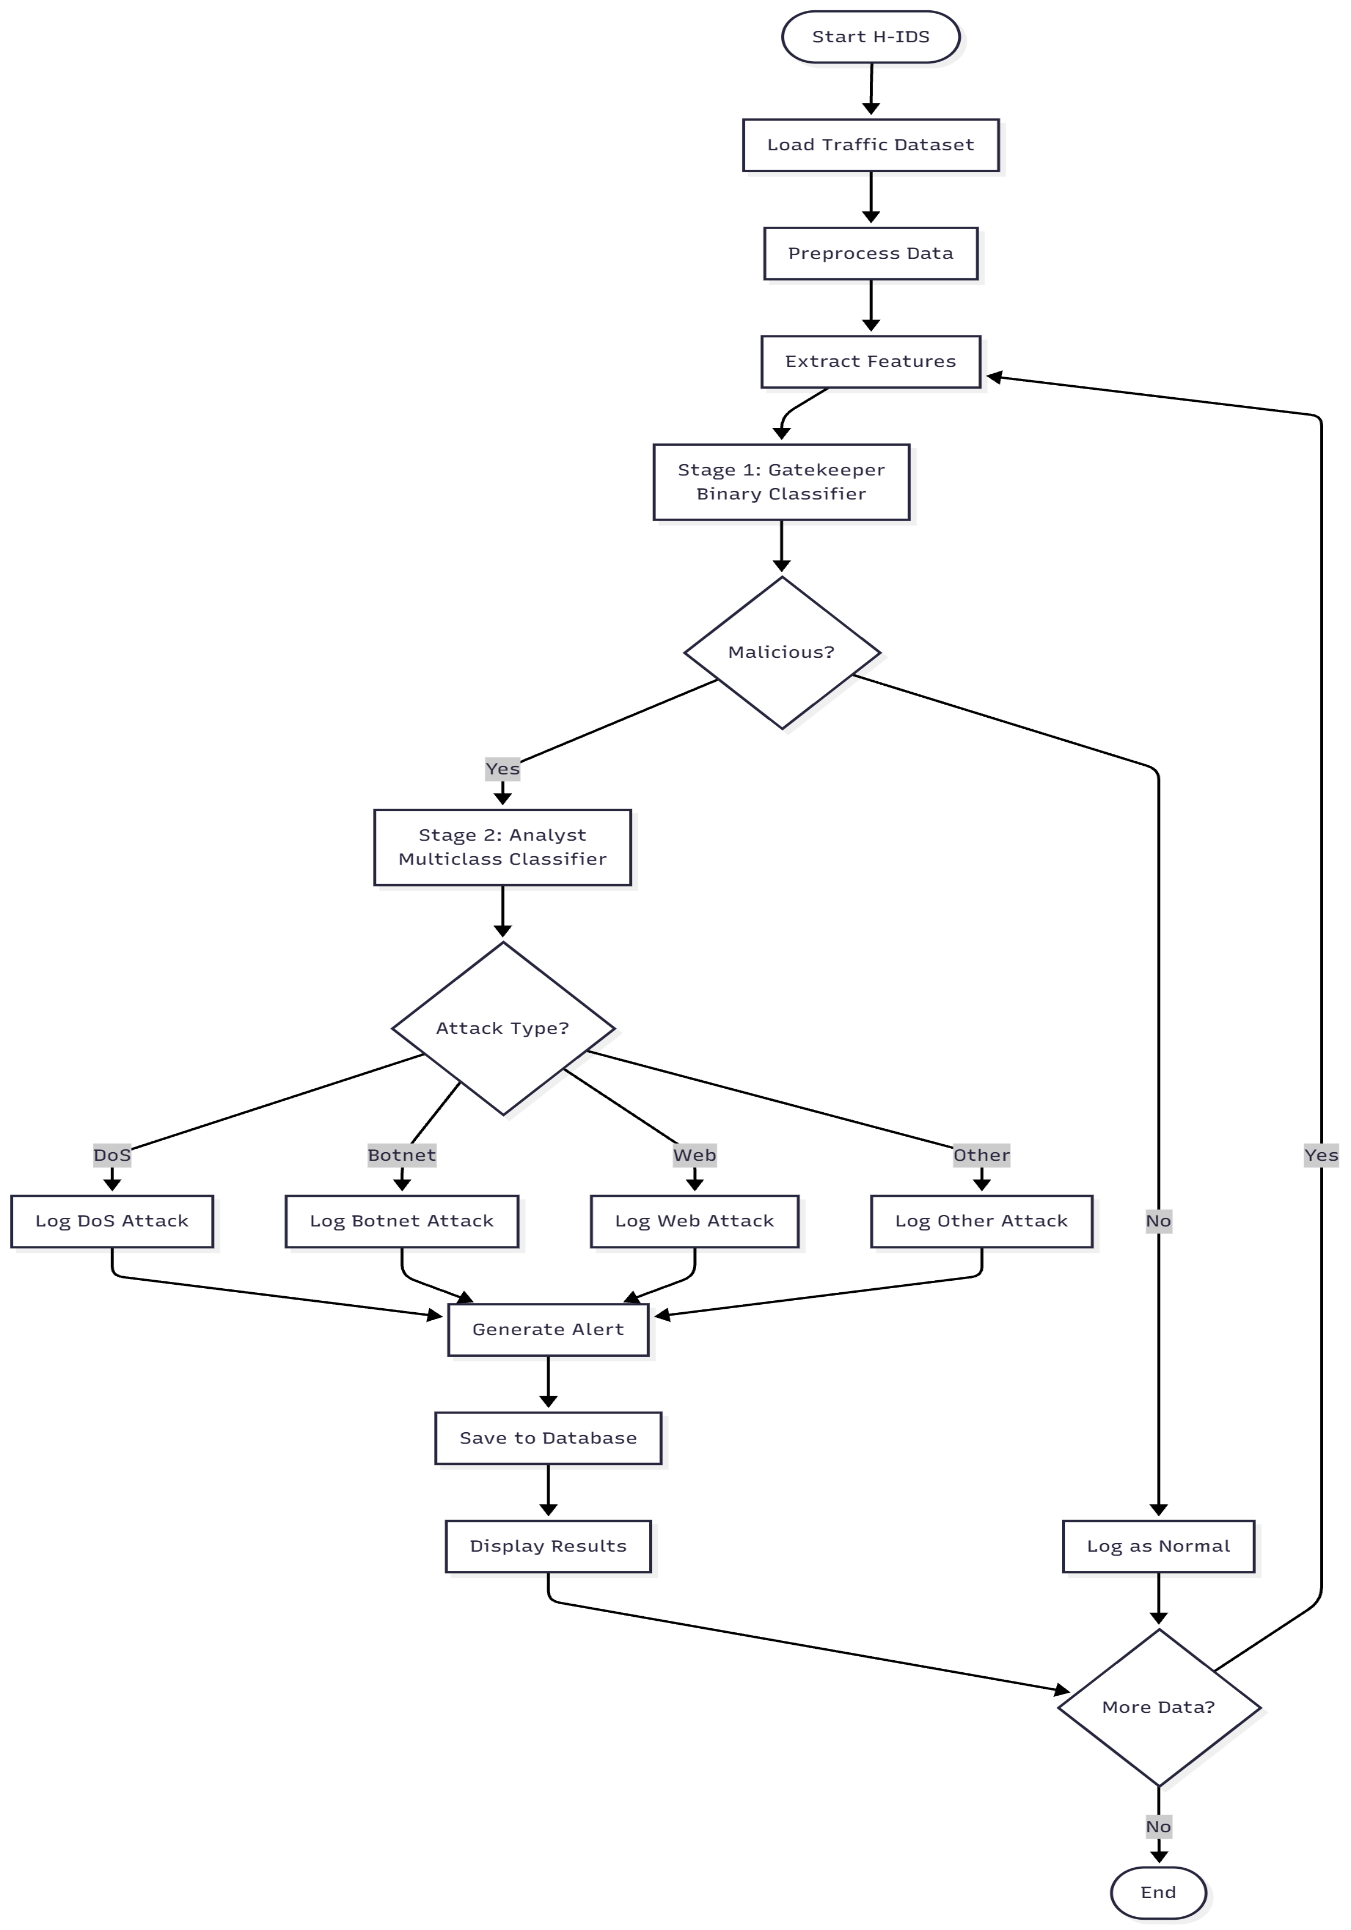 Start H-IDS
Load Traffic Dataset
Preprocess Data
Extract Features
Stage 1: Gatekeeper
Binary Classifier
Malicious?
Yes
Stage 2: Analyst
Multiclass Classifier
Attack Type?
DoS
Botnet
Web
Other
Yes
Log DoS Attack
Log Botnet Attack
Log Web Attack
Log Other Attack
No
Generate Alert
Save to Database
Display Results
Log as Normal
More Data?
No
End